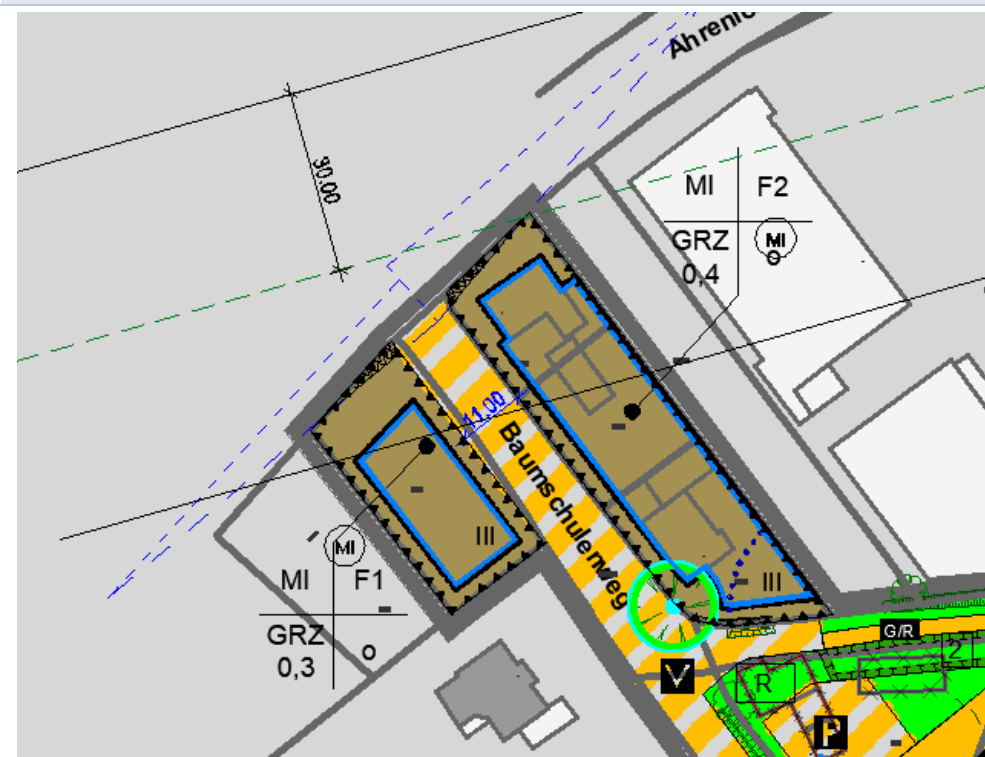 Ahrenlo
30.00
MI F2
GRZ
0,4
MI
o
11,00
Baumschulenweg
III
III
MI
MI F1
GRZ
0,3
o
G/R
2
V
R
P